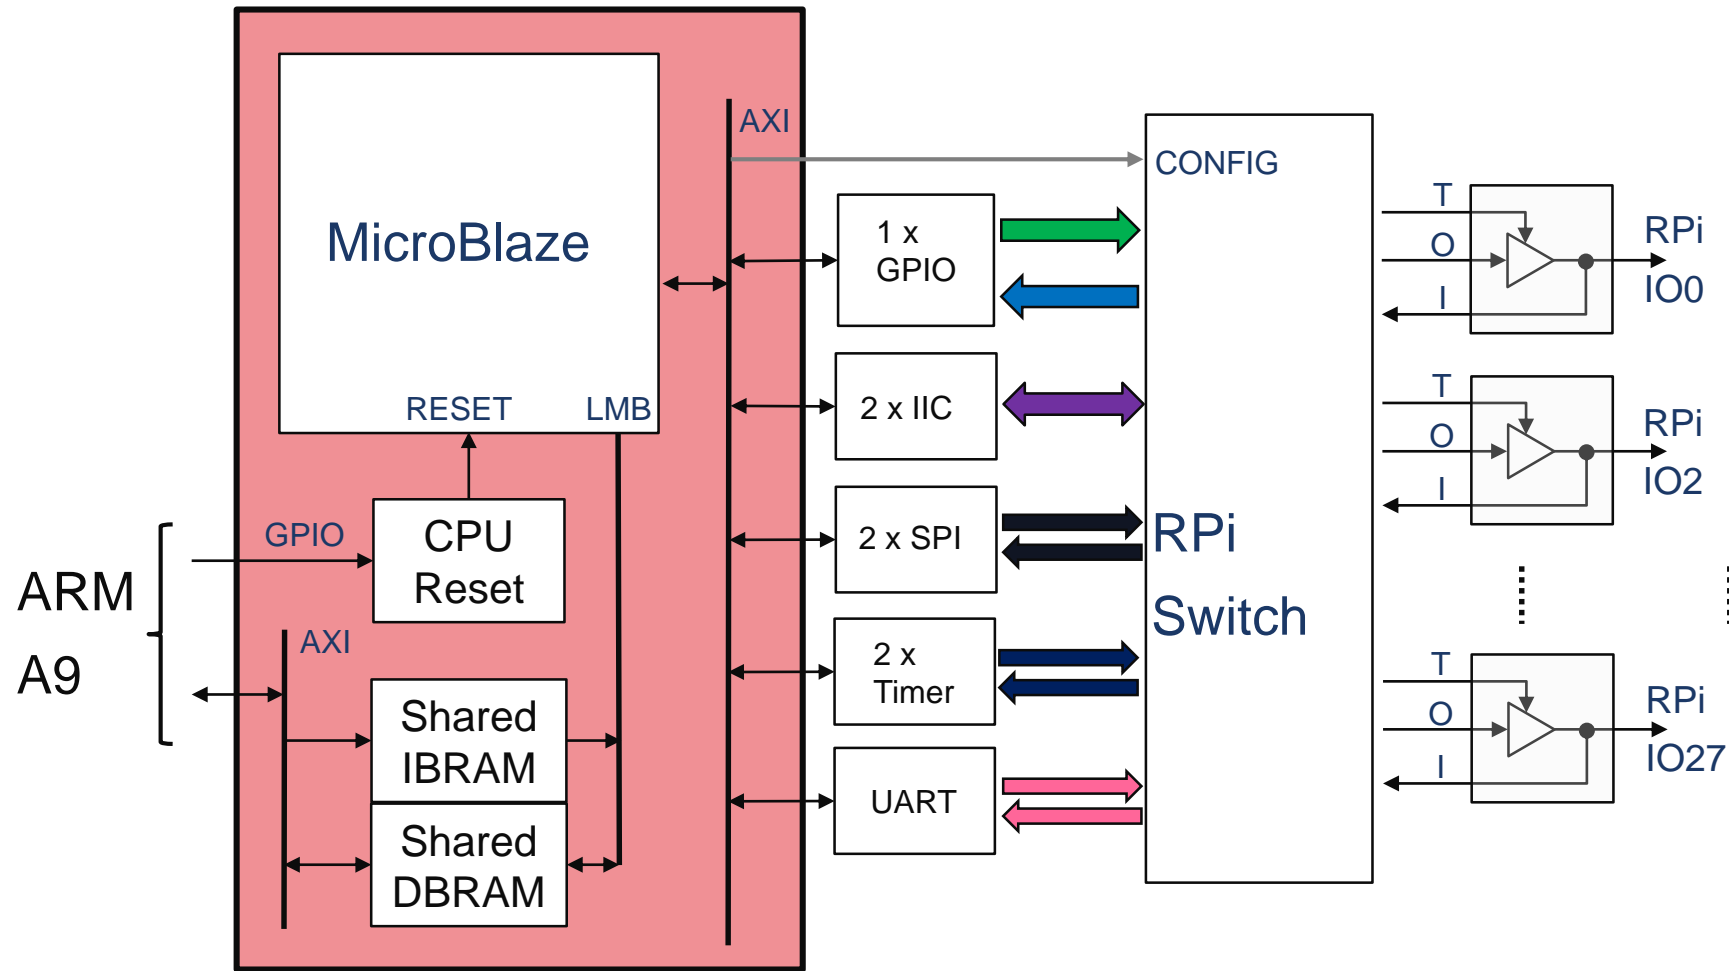 AXI
CONFIG
MicroBlaze
RESET
LMB
GPIO
CPU
Reset
ARM
A9
AXI
Shared
IBRAM
Shared
DBRAM
1 x
GPIO
2 x IIC
2 x SPI
2 x
Timer
UART
RPi
Switch
T
O
I
RPi
IO0
T
O
I
RPi
IO2
T
O
I
RPi
IO27